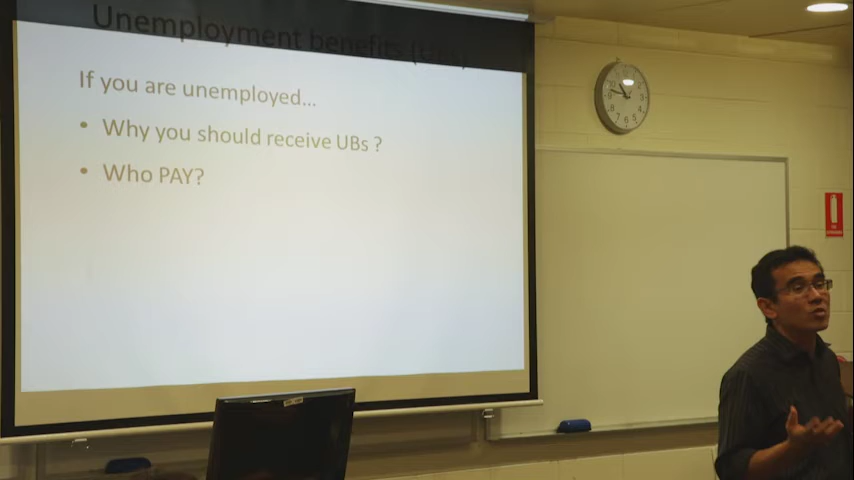 Unemployment benefits (UBs)
If you are unemployed...
• Why you should receive UBs ?
• Who PAY?